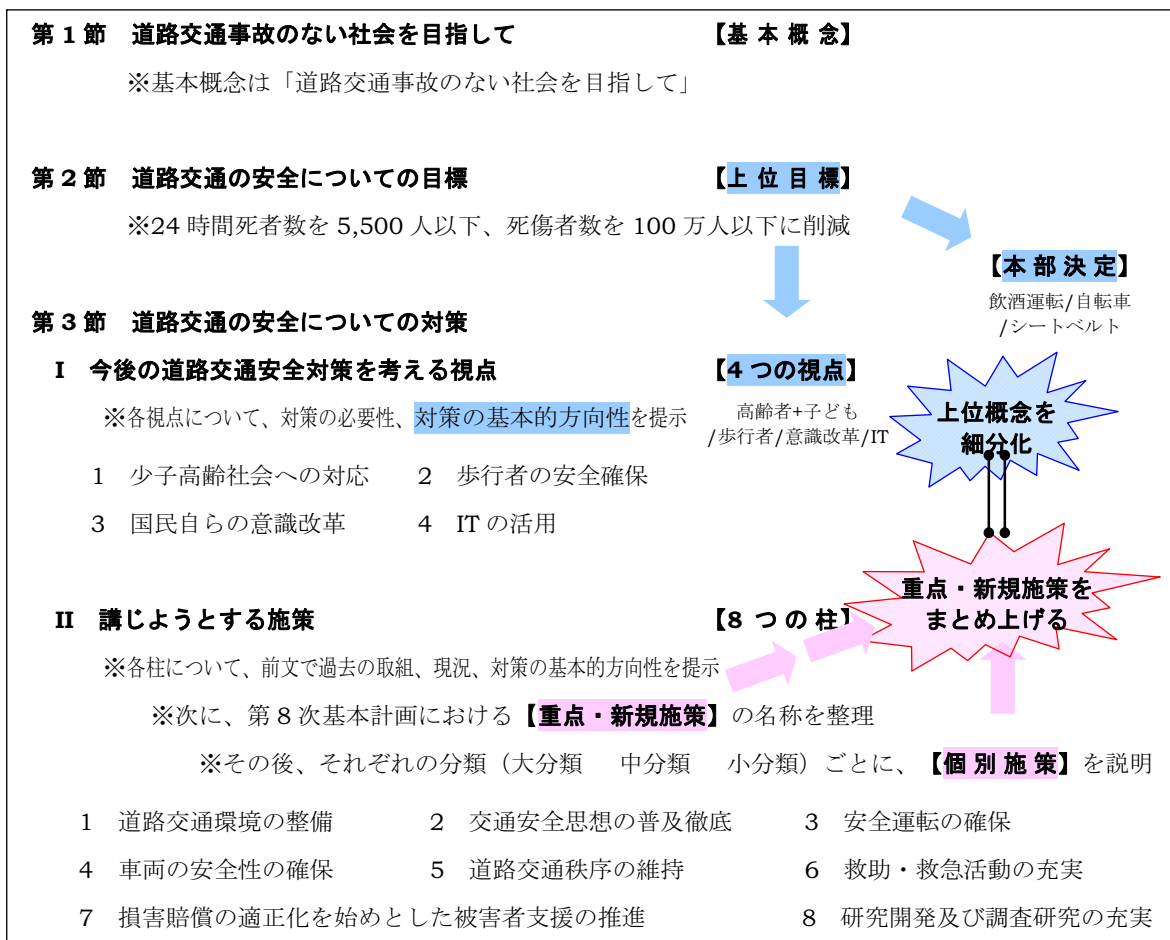 第1節 道路交通事故のない社会を目指して 【基本概念】
※基本概念は「道路交通事故のない社会を目指して」
第2節 道路交通の安全についての目標 【上位目標】
※24時間死者数を5,500人以下、死傷者数を100万人以下に削減
【本部決定】
飲酒運転/自転車
/シートベルト
第3節 道路交通の安全についての対策
I 今後の道路交通安全対策を考える視点 【4つの視点】
※各視点について、対策の必要性、対策の基本的方向性を提示
高齢者+子ども
/歩行者/意識改革/IT
上位概念を
細分化
1 少子高齢社会への対応 2 歩行者の安全確保
3 国民自らの意識改革 4 ITの活用
重点・新規施策を
まとめ上げる
II 講じようとする施策 【8つの柱】
※各柱について、前文で過去の取組、現況、対策の基本的方向性を提示
※次に、第8次基本計画における【重点・新規施策】の名称を整理
※その後、それぞれの分類（大分類 中分類 小分類）ごとに、【個別施策】を説明
1 道路交通環境の整備 2 交通安全思想の普及徹底 3 安全運転の確保
4 車両の安全性の確保 5 道路交通秩序の維持 6 救助・救急活動の充実
7 損害賠償の適正化を始めとした被害者支援の推進 8 研究開発及び調査研究の充実